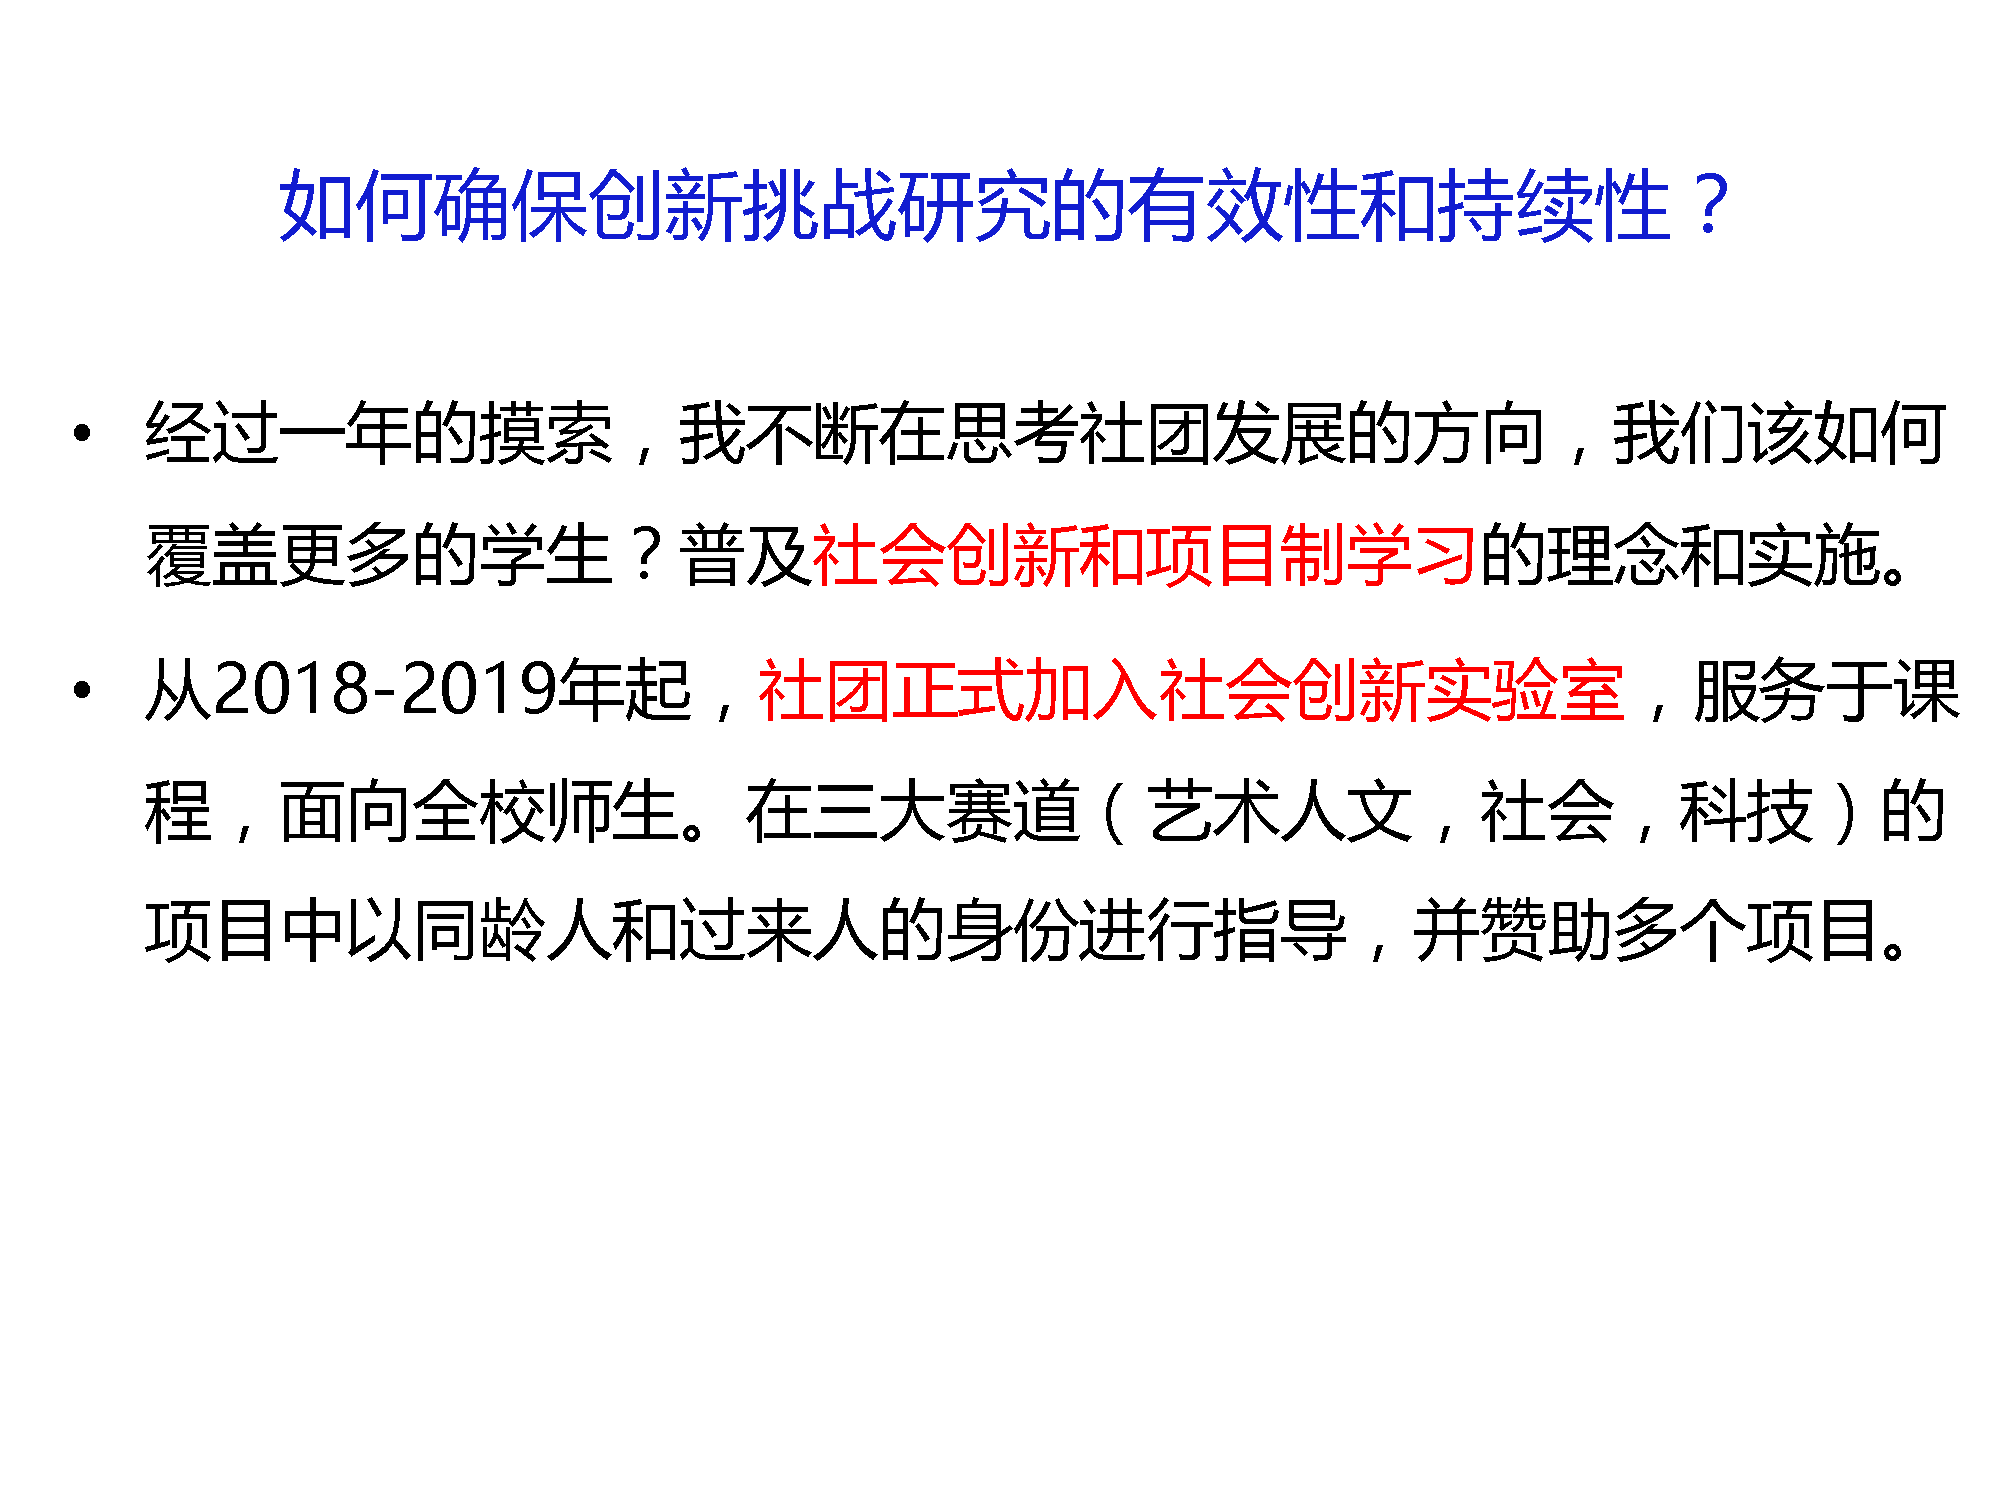 如何确保创新挑战研究的有效性和持续性？
• 经过一年的摸索，我不断在思考社团发展的方向，我们该如何
覆盖更多的学生？普及社会创新和项目制学习的理念和实施。
• 从2018-2019年起，社团正式加入社会创新实验室，服务于课
程，面向全校师生。在三大赛道（艺术人文，社会，科技）的
项目中以同龄人和过来人的身份进行指导，并赞助多个项目。